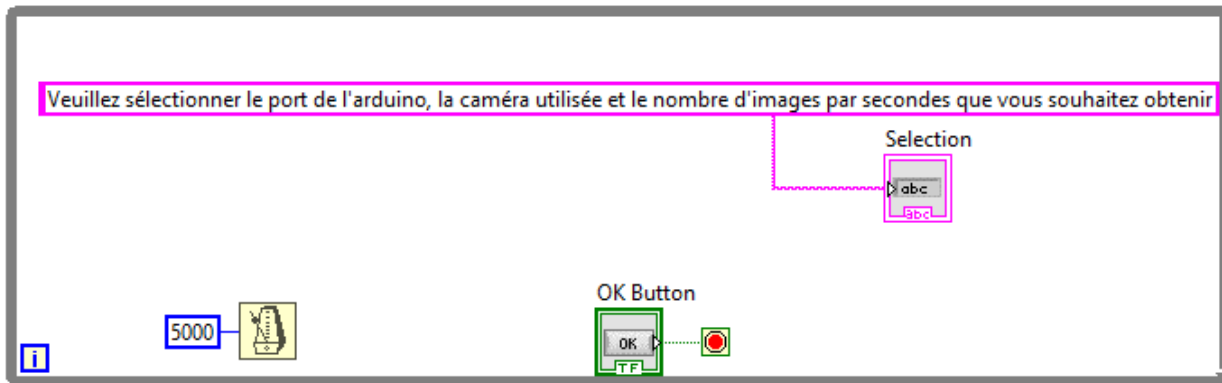 Veuillez sélectionner le port de l'arduino, la caméra utilisée et le nombre d'images par secondes que vous souhaitez obtenir
Selection
abc
abc
OK Button
5000
OK
TF
i